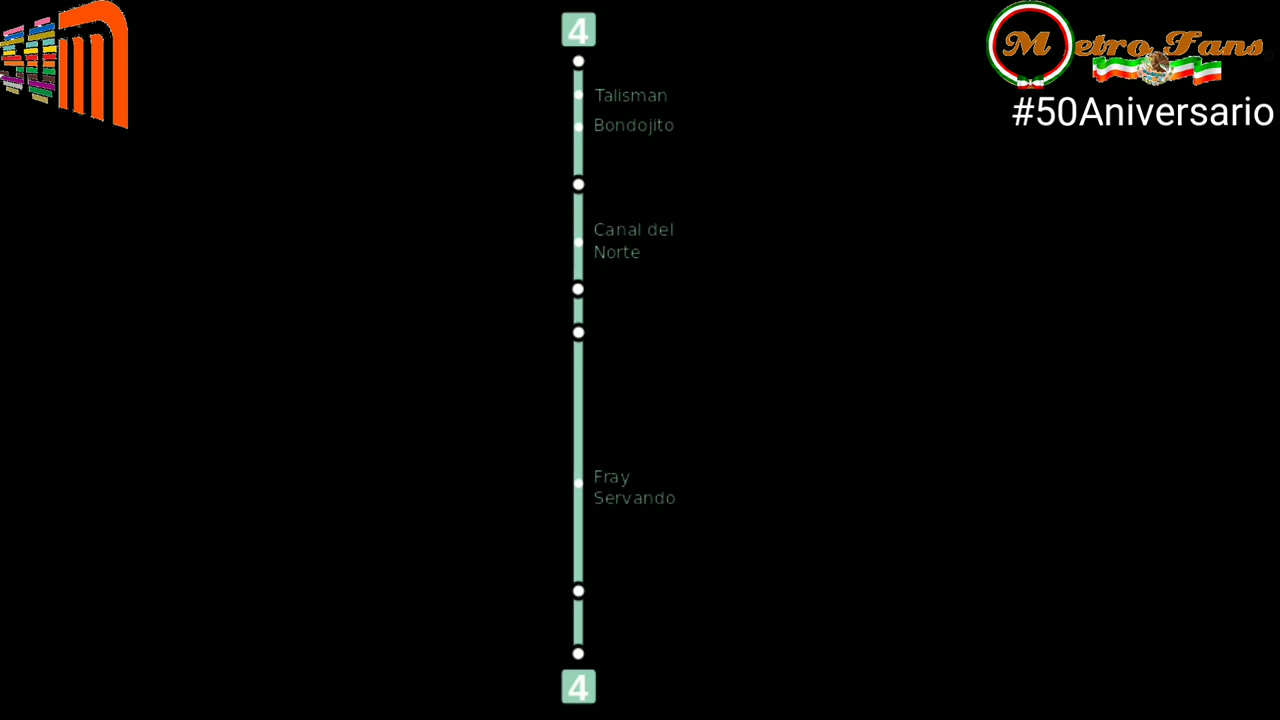 4
Metro Fans
#50Aniversario
Talisman
Bondojito
Canal del
Norte
Fray
Servando
4